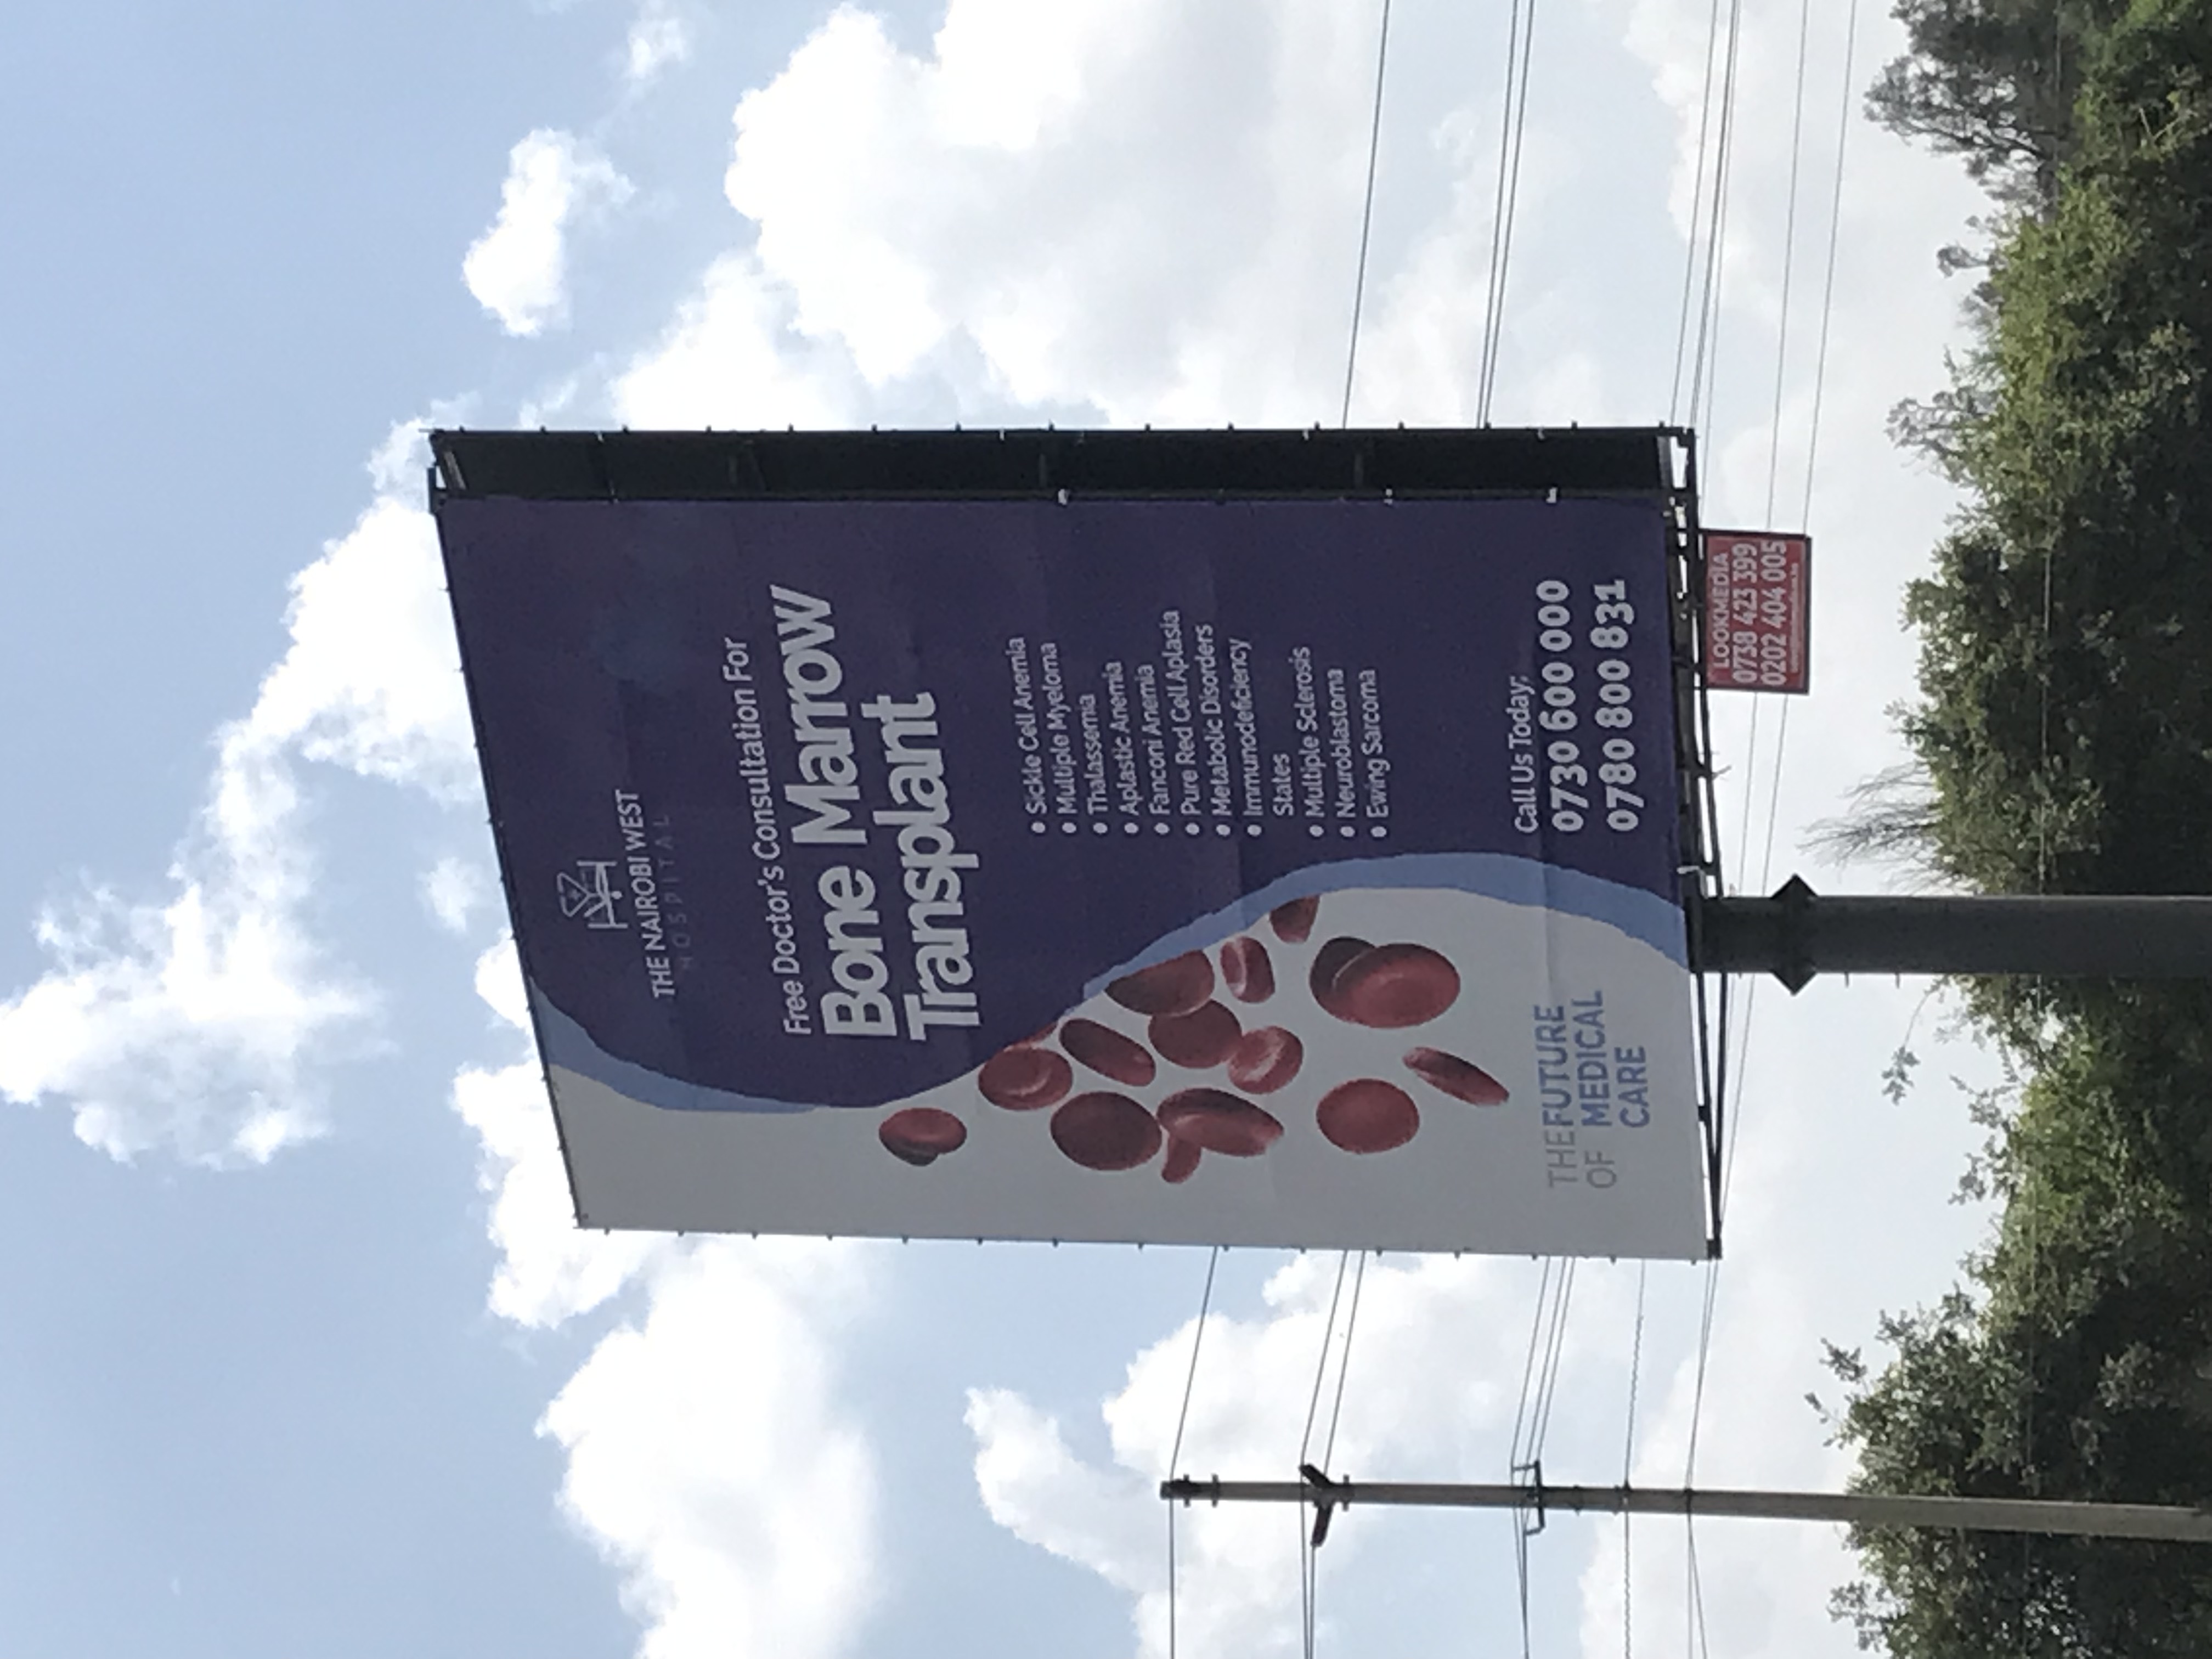 THE NAIROBI WEST
HOSPITAL
Free Doctor's Consultation For
Bone Marrow
Transplant
• Sickle Cell Anemia
• Multiple Myeloma
• Thalassemia
• Aplastic Anemia
• Fanconi Anemia
• Pure Red Cell Aplasia
• Metabolic Disorders
• Immunodeficiency
States
• Multiple Sclerosis
• Neuroblastoma
• Ewing Sarcoma
Call Us Today:
0730 600 000
0780 800 831
THE FUTURE
OF MEDICAL
CARE
LOOKMEDIA
0738 423 399
0202 404 005